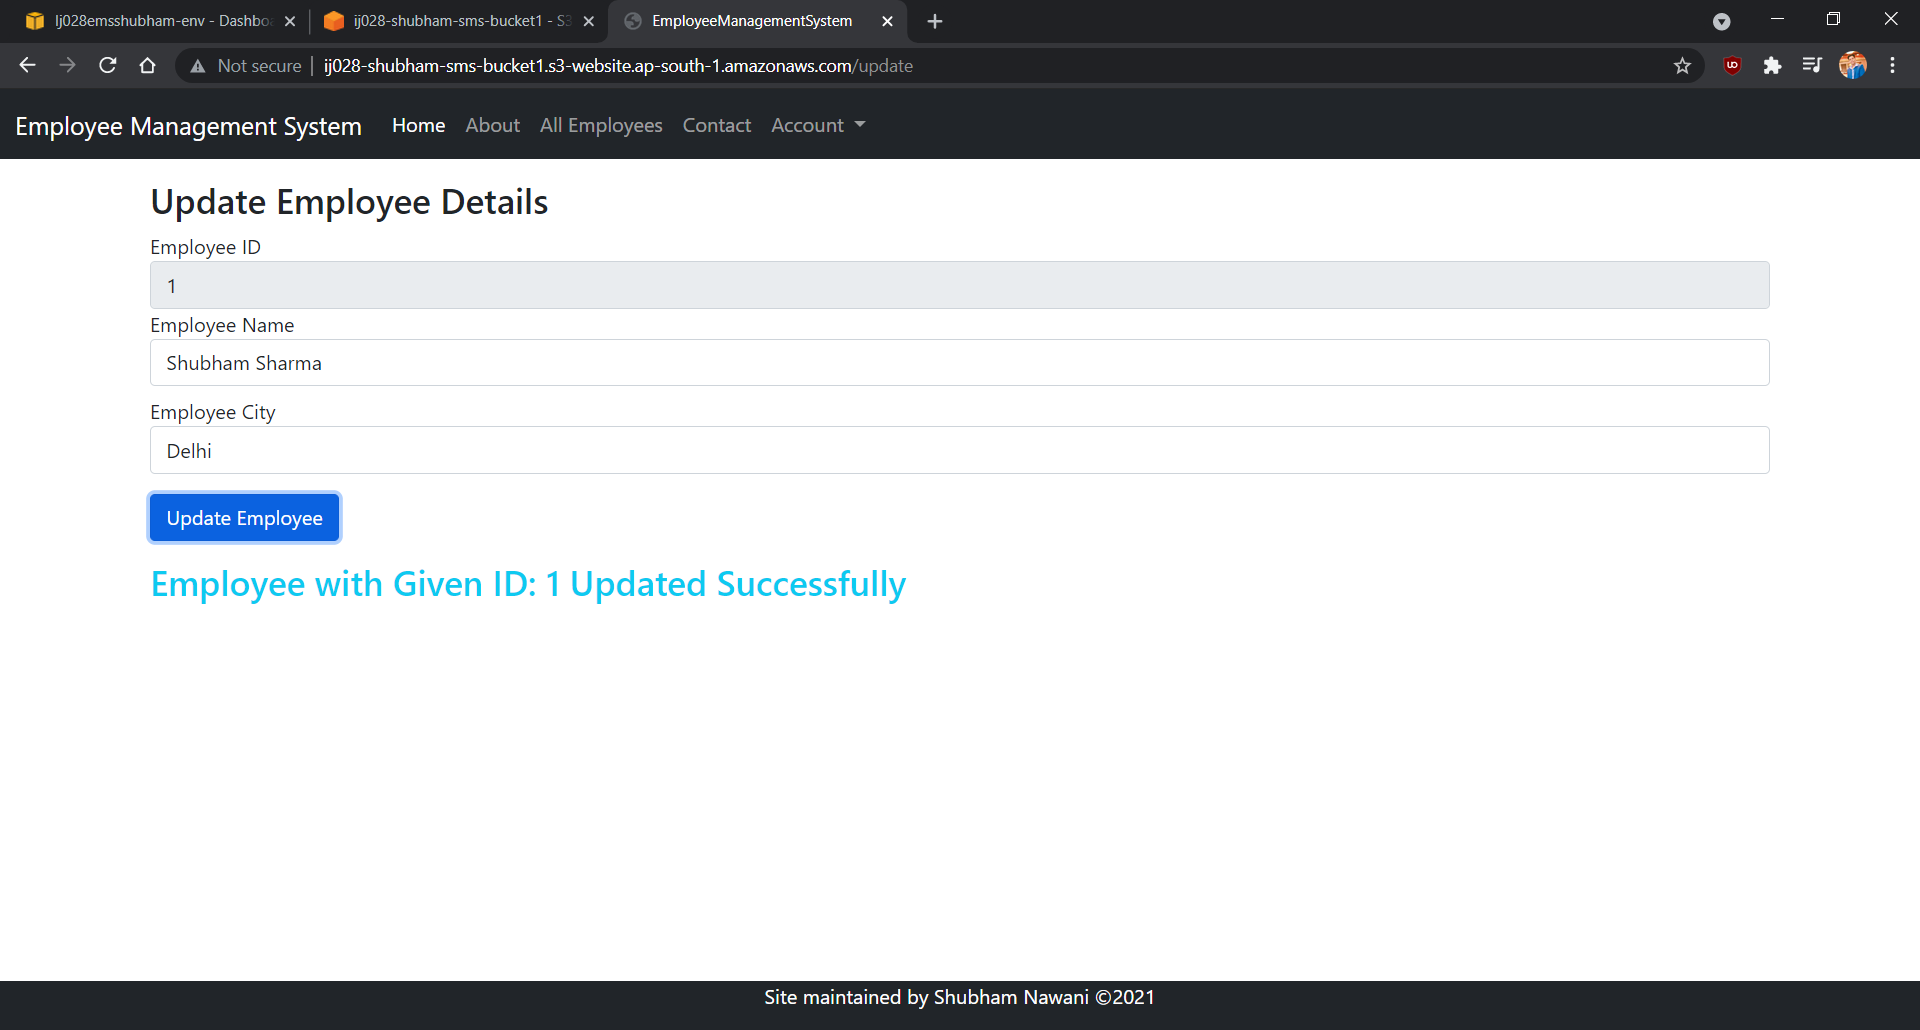 Ij028emsshubham-env - Dashboa
ij028-shubham-sms-bucket1 - S3
EmployeeManagementSystem
Not secure
ij028-shubham-sms-bucket1.s3-website.ap-south-1.amazonaws.com/update
Employee Management System
Home
About
All Employees
Contact
Account
Update Employee Details
Employee ID
1
Employee Name
Shubham Sharma
Employee City
Delhi
Update Employee
Employee with Given ID: 1 Updated Successfully
Site maintained by Shubham Nawani ©2021